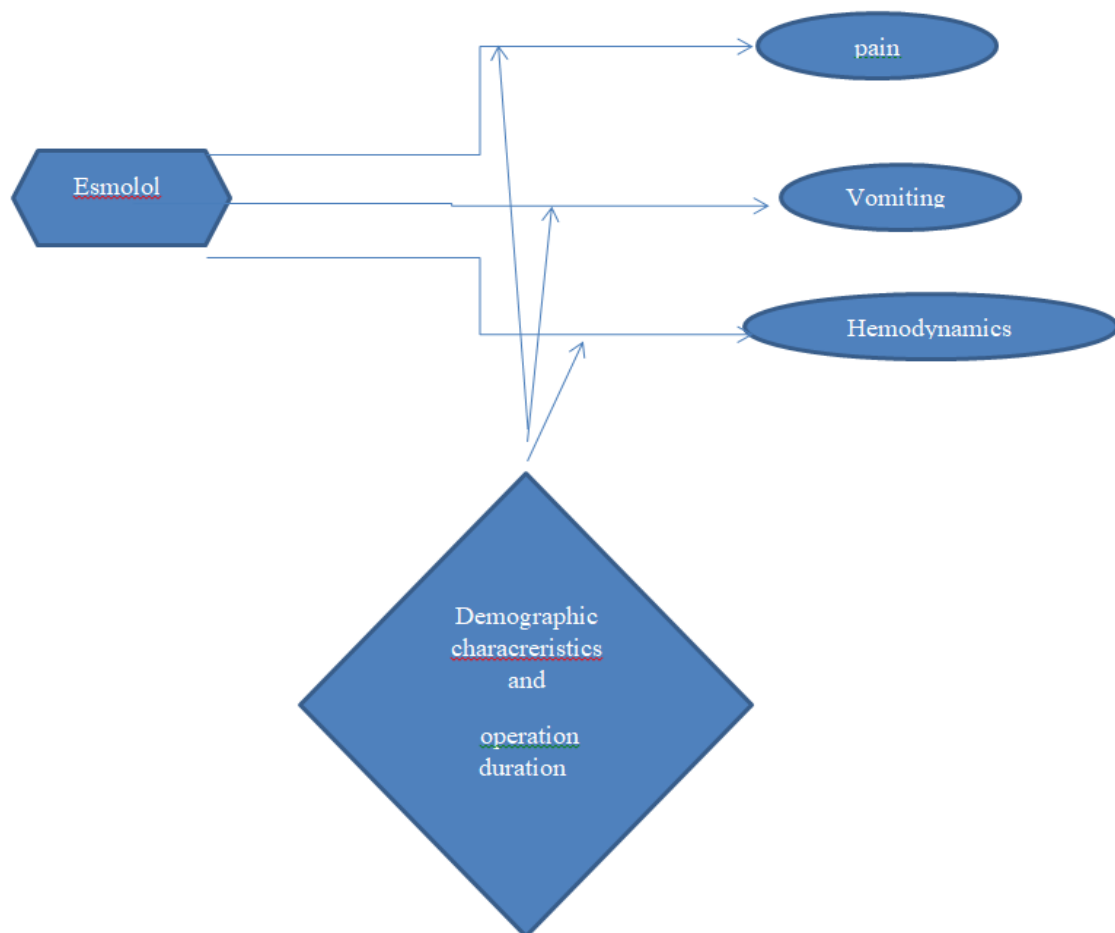 pain
Esmolol
Vomiting
Hemodynamics
Demographic
characreristics
and
operation
duration